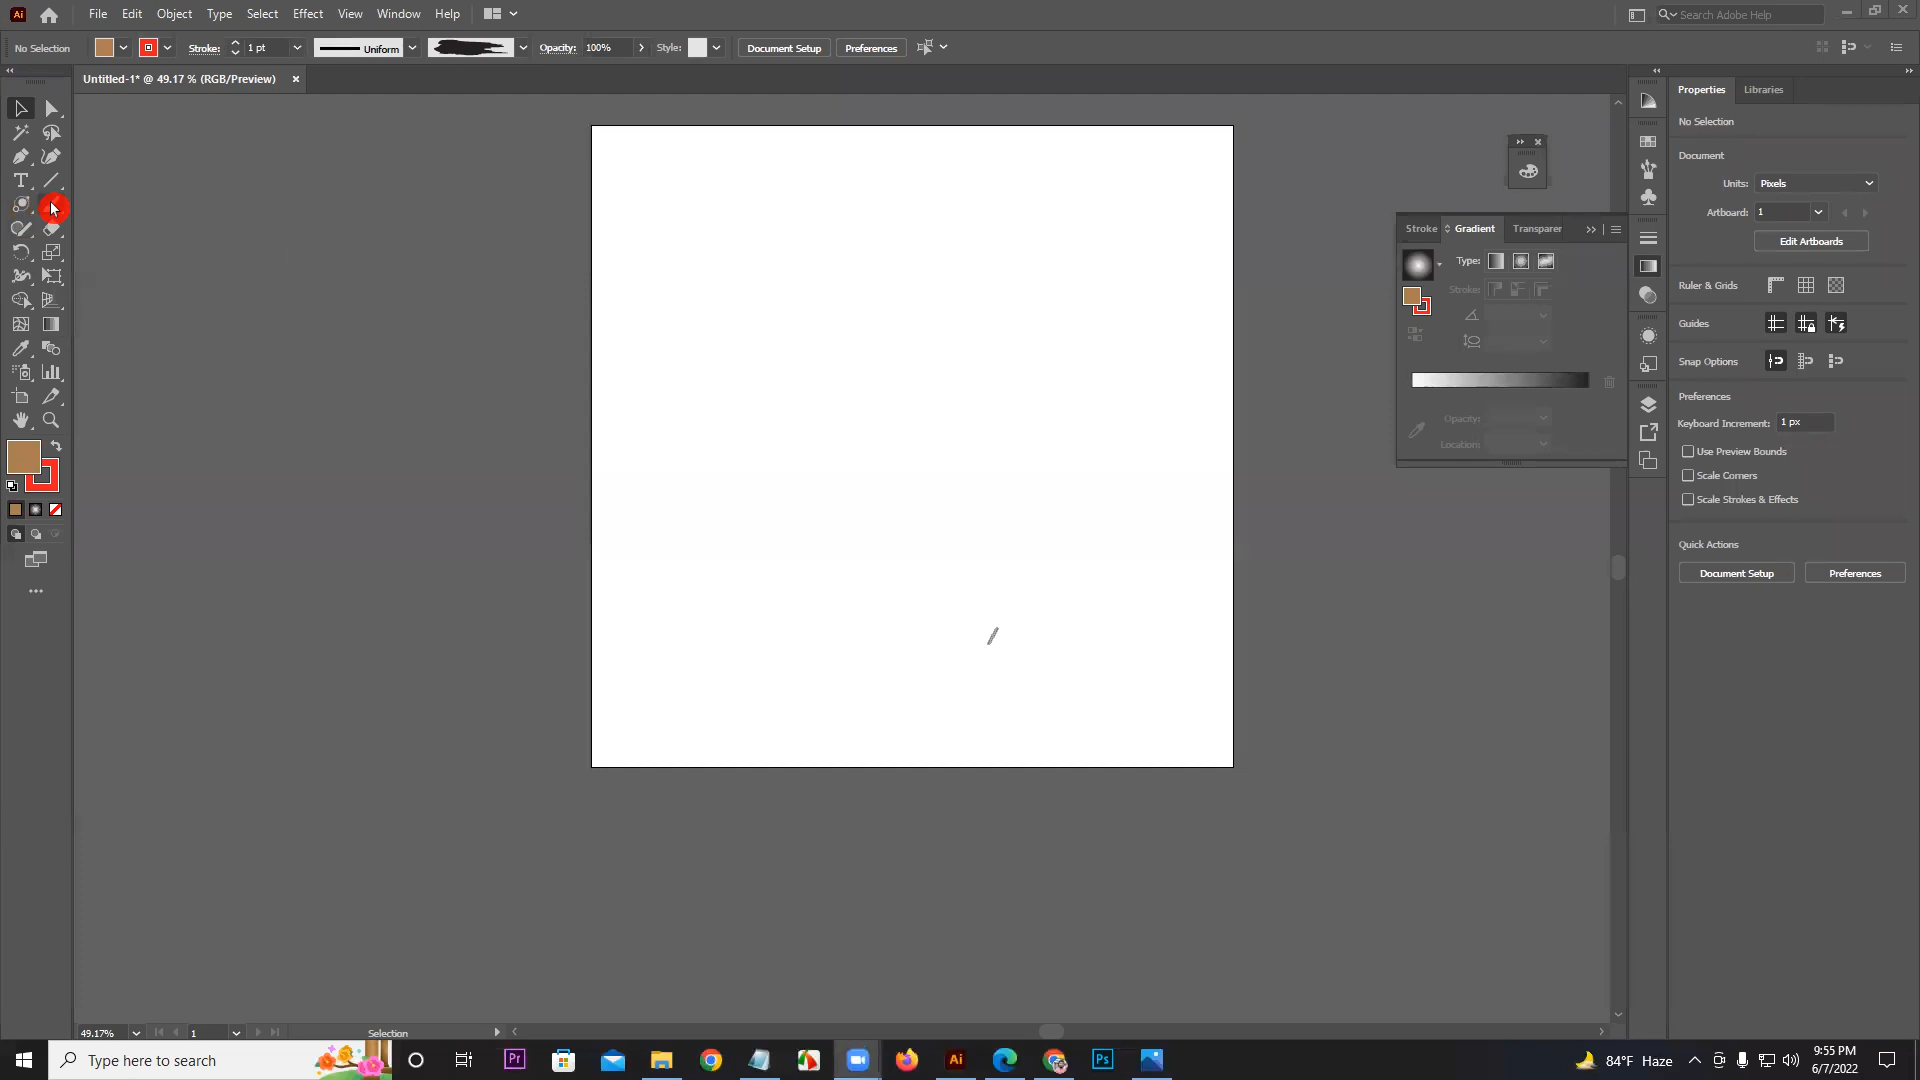 Ai File Edit Object Type Select Effect View Window Help Search Adobe Help
No Selection Stroke: 1 pt Uniform Opacity: 100% Style: Document Setup Preferences
Untitled-1* @ 49.17 % (RGB/Preview) ×
Properties Libraries
No Selection
Document
Units: Pixels
Artboard: 1
Edit Artboards
Stroke Gradient Transparer
Type:
Stroke:
Ruler & Grids
Guides
Snap Options
Preferences
Keyboard Increment: 1 px
Opacity:
Location:
Use Preview Bounds
Scale Corners
Scale Strokes & Effects
Quick Actions
Document Setup Preferences
T
49.17% 1 Selection
Type here to search Pr Ai Ps 84°F Haze
9:55 PM
6/7/2022